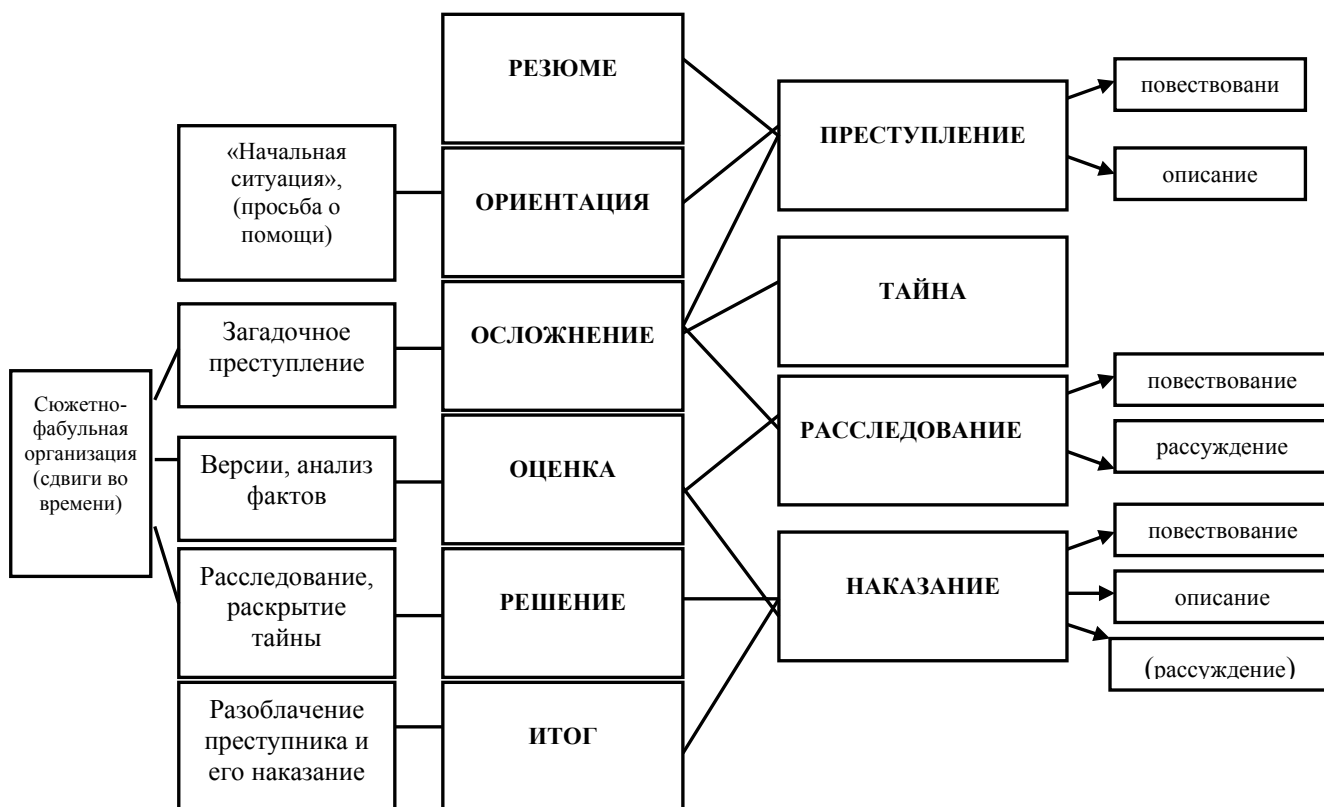 Сюжетно-
фабульная
организация
(сдвиги во
времени)
«Начальная
ситуация»,
(просьба о
помощи)
Загадочное
преступление
Версии, анализ
фактов
Расследование,
раскрытие
тайны
Разоблачение
преступника и
его наказание
РЕЗЮМЕ
ОРИЕНТАЦИЯ
ОСЛОЖНЕНИЕ
ОЦЕНКА
РЕШЕНИЕ
ИТОГ
ПРЕСТУПЛЕНИЕ
ТАЙНА
РАССЛЕДОВАНИЕ
НАКАЗАНИЕ
повествовани
описание
повествование
рассуждение
повествование
описание
(рассуждение)